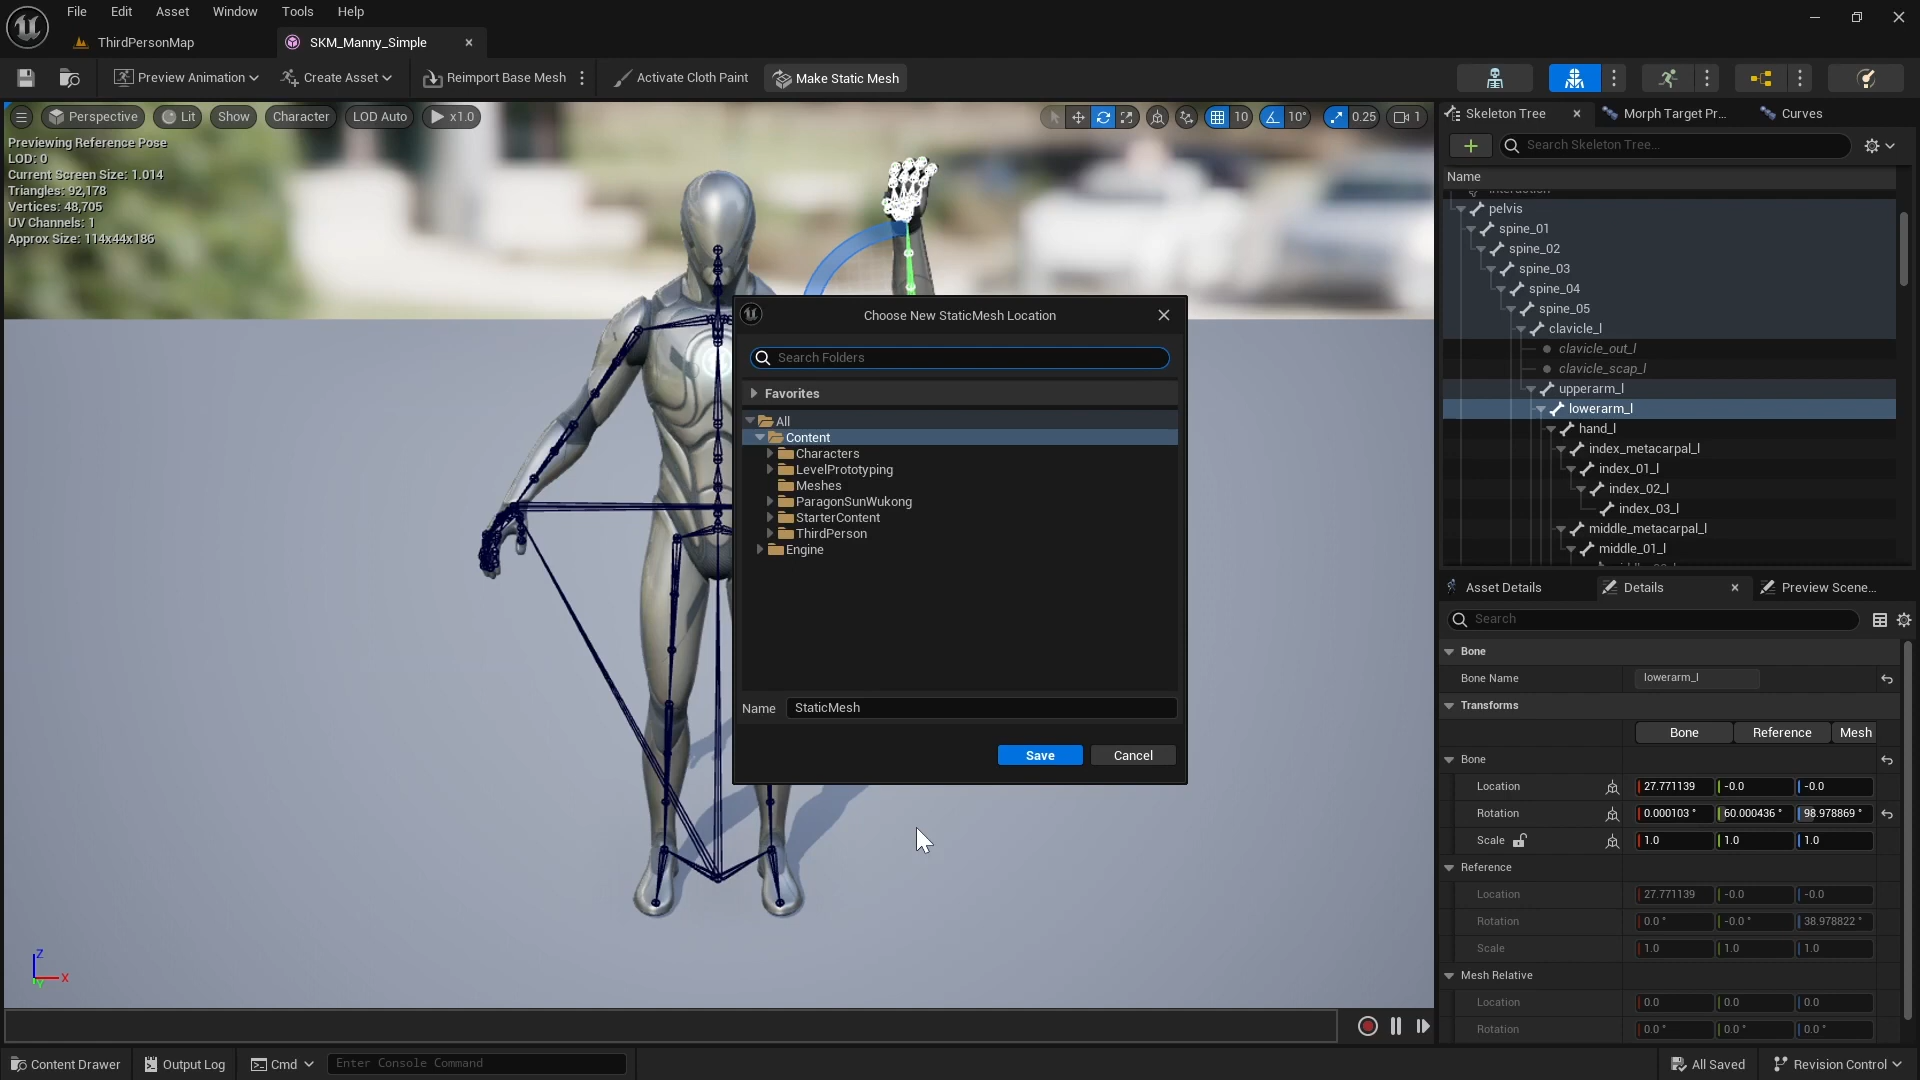 File Edit Asset Window Tools Help
ThirdPersonMap SKM_Manny_Simple
Preview Animation Create Asset Reimport Base Mesh Activate Cloth Paint Make Static Mesh
Perspective Lit Show Character LOD Auto x1.0 10 10° 0.25 1
Previewing Reference Pose
LOD: 0
Current Screen Size: 1.014
Triangles: 92,178
Vertices: 48,705
UV Channels: 1
Approx Size: 114x44x186
Z
X
Y
Choose New StaticMesh Location
Search Folders
Favorites
All
Content
Characters
LevelPrototyping
Meshes
ParagonSunWukong
StarterContent
ThirdPerson
Engine
Name StaticMesh
Save Cancel
Skeleton Tree Morph Target Pr... Curves
Search Skeleton Tree...
Name
interaction
pelvis
spine_01
spine_02
spine_03
spine_04
spine_05
clavicle_l
clavicle_out_l
clavicle_scap_l
upperarm_l
lowerarm_l
hand_l
index_metacarpal_l
index_01_l
index_02_l
index_03_l
middle_metacarpal_l
middle_01_l
Asset Details Details Preview Scene...
Search
Bone
Bone Name lowerarm_l
Transforms
Bone Reference Mesh
Bone
Location 27.771139 -0.0 -0.0
Rotation 0.000103 ° 60.000436 ° 98.978869 °
Scale 1.0 1.0 1.0
Reference
Location 27.771139 -0.0 -0.0
Rotation 0.0 ° -0.0 ° 38.978822 °
Scale 1.0 1.0 1.0
Mesh Relative
Location 0.0 0.0 0.0
Rotation 0.0 ° 0.0 ° 0.0 °
Content Drawer Output Log Cmd Enter Console Command All Saved Revision Control